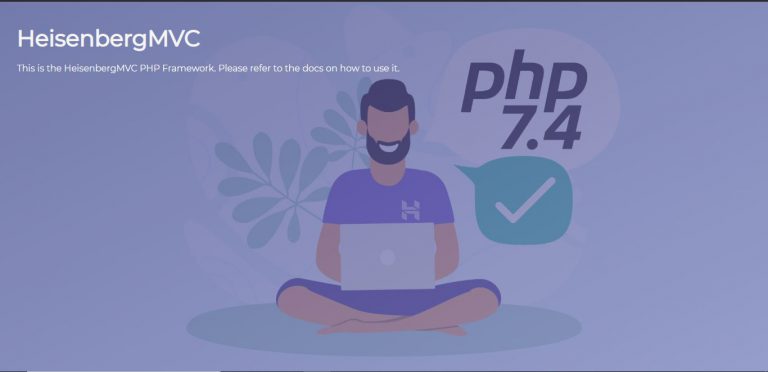 HeisenbergMVC
This is the HeisenbergMVC PHP Framework. Please refer to the docs on how to use it.
php
7.4
H